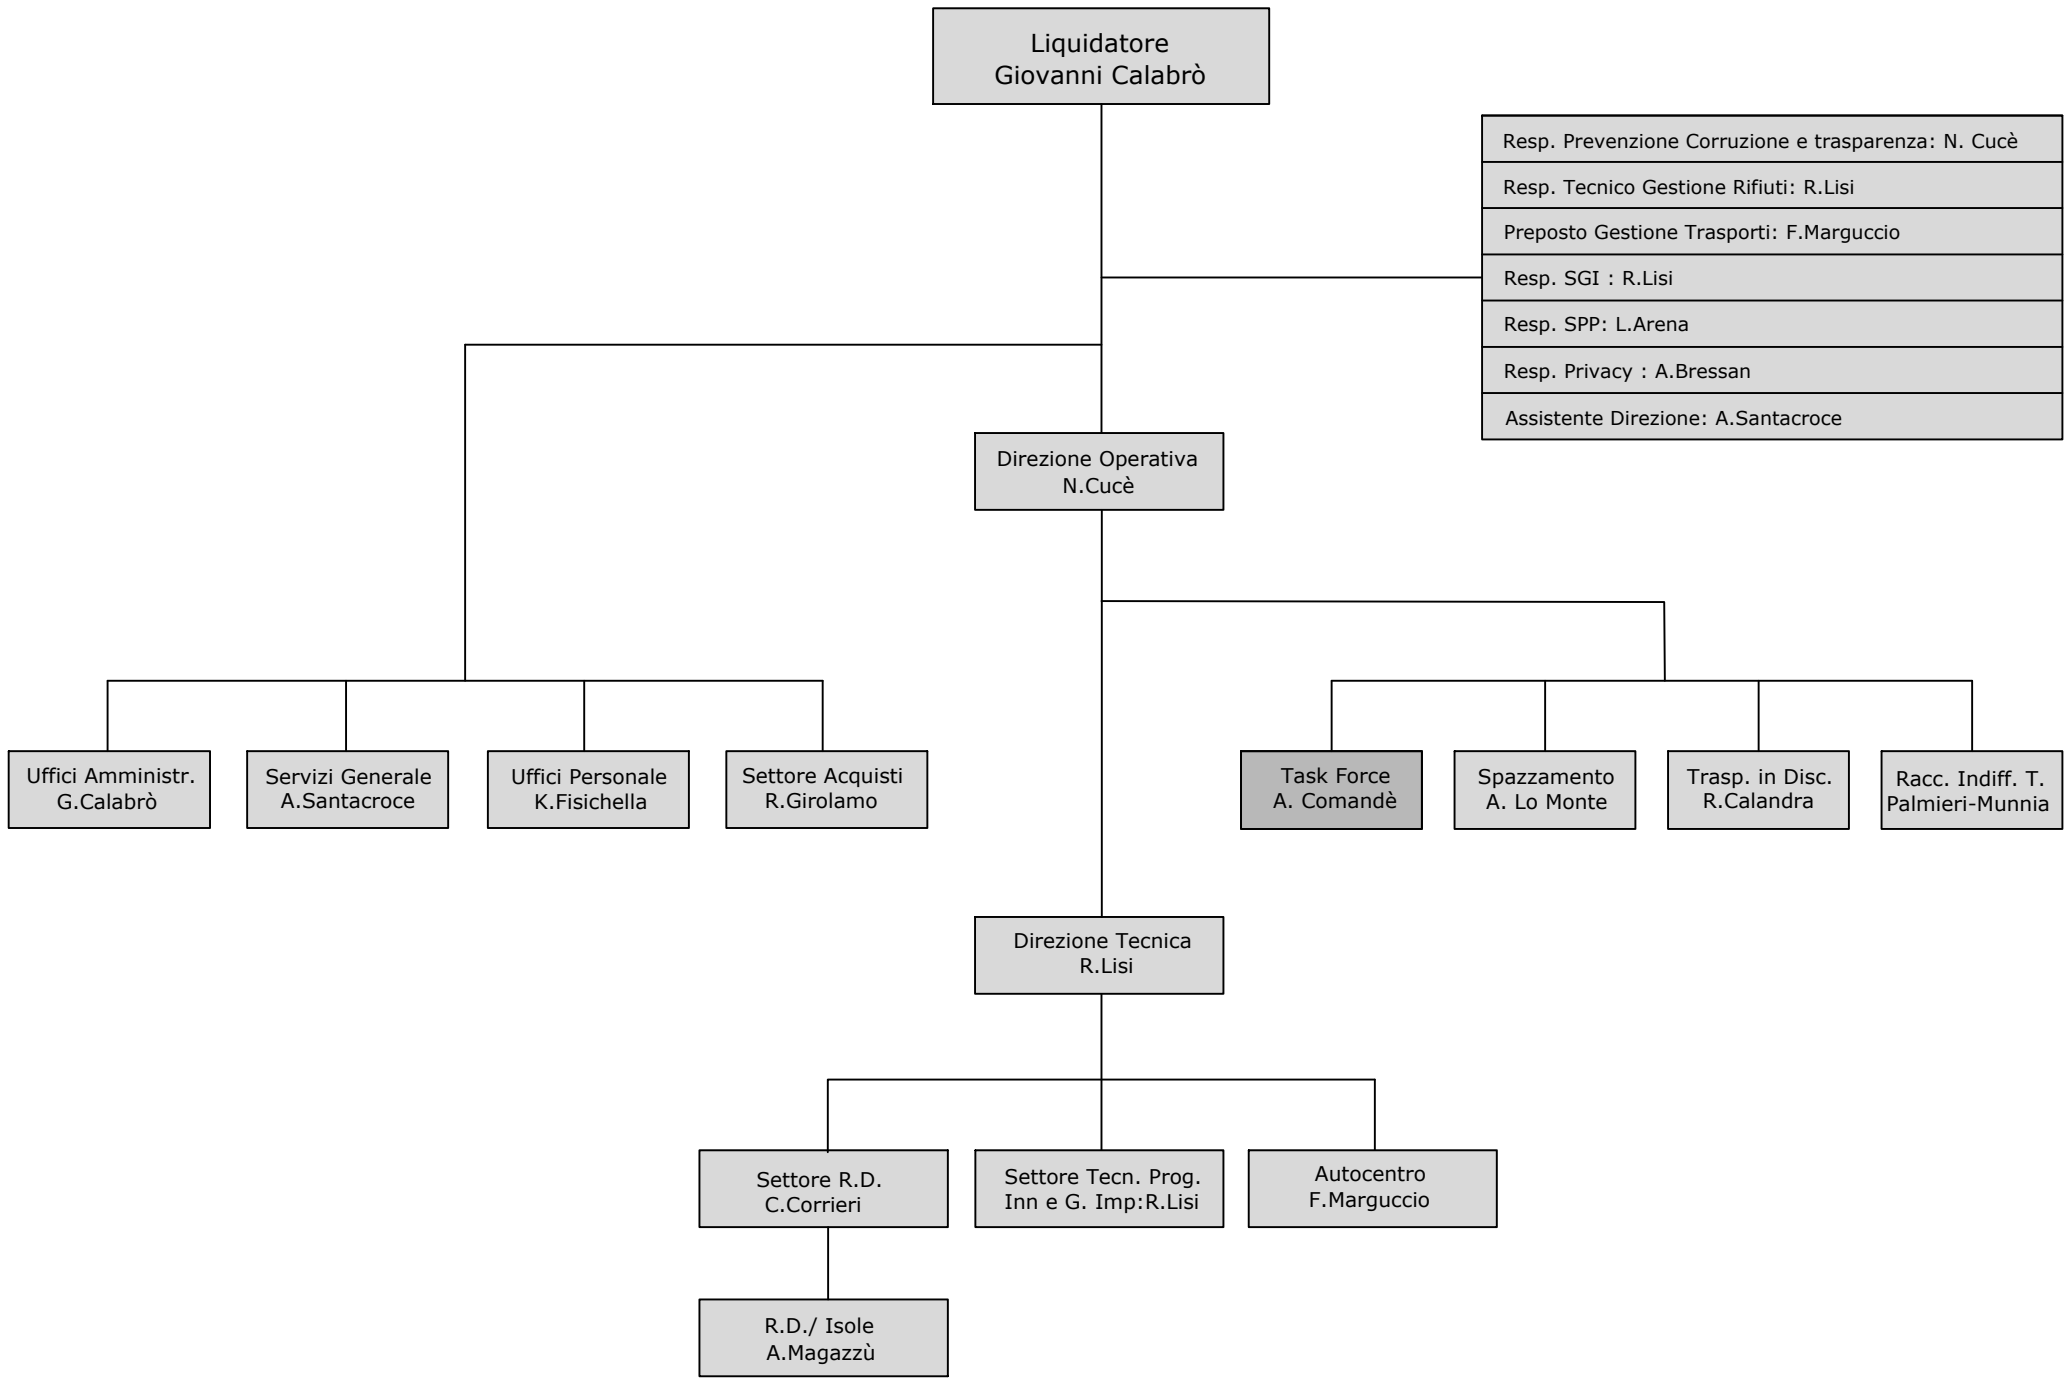 Liquidatore
Giovanni Calabrò
Resp. Prevenzione Corruzione e trasparenza: N. Cucè
Resp. Tecnico Gestione Rifiuti: R.Lisi
Preposto Gestione Trasporti: F.Marguccio
Resp. SGI : R.Lisi
Resp. SPP: L.Arena
Resp. Privacy : A.Bressan
Assistente Direzione: A.Santacroce
Direzione Operativa
N.Cucè
Uffici Amministr.
G.Calabrò
Servizi Generale
A.Santacroce
Uffici Personale
K.Fisichella
Settore Acquisti
R.Girolamo
Task Force
A. Comandè
Spazzamento
A. Lo Monte
Trasp. in Disc.
R.Calandra
Racc. Indiff. T.
Palmieri-Munnia
Direzione Tecnica
R.Lisi
Settore R.D.
C.Corrieri
Settore Tecn. Prog.
Inn e G. Imp:R.Lisi
Autocentro
F.Marguccio
R.D./ Isole
A.Magazzù